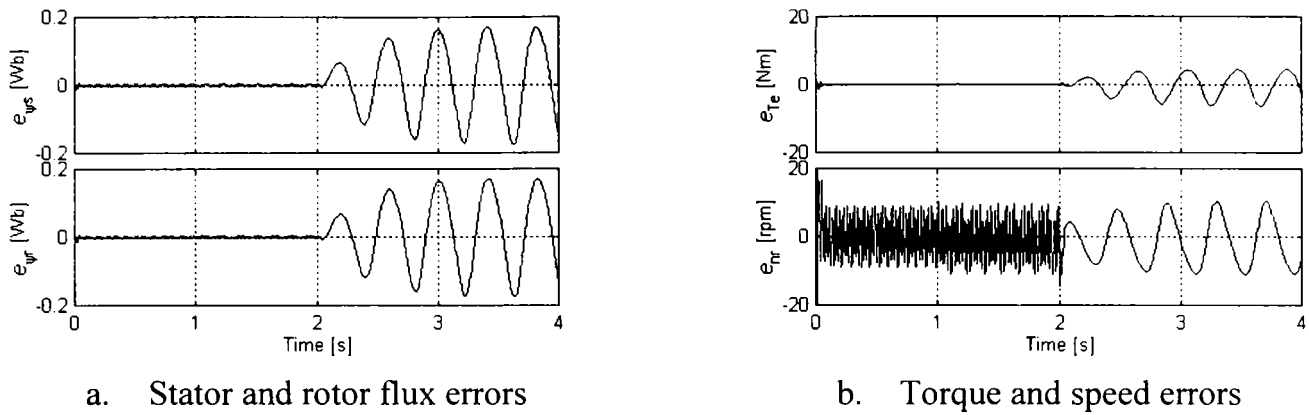 0.2
e_ψs [Wb]
0
-0.2
0.2
e_ψr [Wb]
0
-0.2
0 1 2 3 4
Time [s]
a. Stator and rotor flux errors
20
e_Te [Nm]
0
-20
20
e_nr [rpm]
0
-20
0 1 2 3 4
Time [s]
b. Torque and speed errors